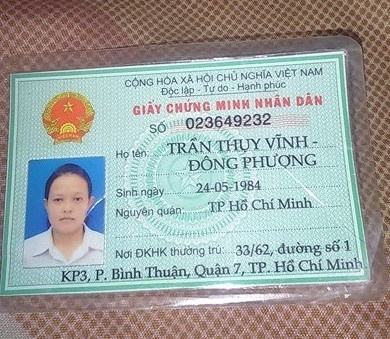 CỘNG HÒA XÃ HỘI CHỦ NGHĨA VIỆT NAM
Độc lập - Tự do - Hạnh phúc
GIẤY CHỨNG MINH NHÂN DÂN
SỐ 023649232
Họ tên: TRẦN THỤY VĨNH -
ĐÔNG PHƯỢNG
Sinh ngày 24-05-1984
Nguyên quán TP Hồ Chí Minh
Nơi ĐKHK thường trú: 33/62, đường số 1
KP3, P. Bình Thuận, Quận 7, TP. Hồ Chí Minh